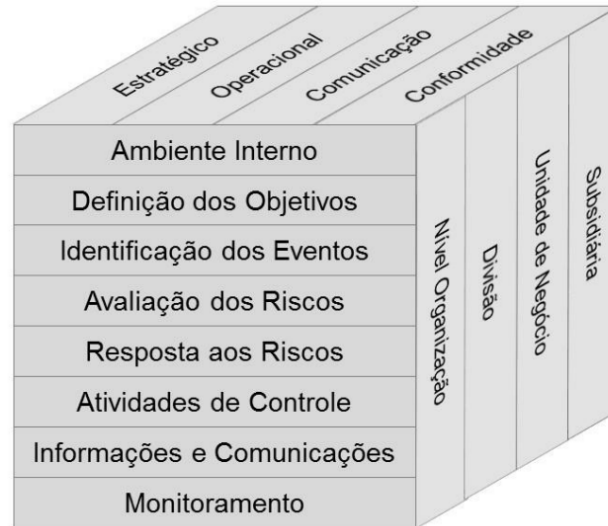 Estratégico
Operacional
Comunicação
Conformidade
Ambiente Interno
Definição dos Objetivos
Identificação dos Eventos
Avaliação dos Riscos
Resposta aos Riscos
Atividades de Controle
Informações e Comunicações
Monitoramento
Nível Organização
Divisão
Unidade de Negócio
Subsidiária